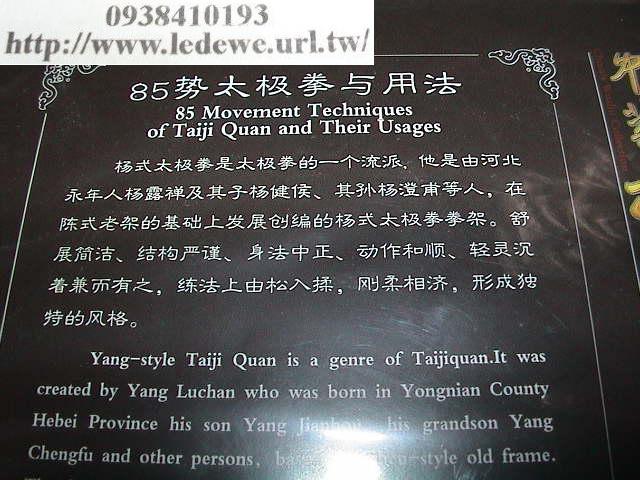 0938410193
http://www.ledewe.url.tw/
85势太极拳与用法
85 Movement Techniques
of Taiji Quan and Their Usages
杨式太极拳是太极拳的一个流派，他是由河北
永年人杨露禅及其子杨健侯、其孙杨澄甫等人，在
陈式老架的基础上发展创编的杨式太极拳拳架。舒
展简洁、结构严谨、身法中正、动作和顺、轻灵沉
着兼而有之，练法上由松入揉，刚柔相济，形成独
特的风格。
Yang-style Taiji Quan is a genre of Taijiquan.It was
created by Yang Luchan who was born in Yongnian County
Hebei Province his son Yang Jianhou, his grandson Yang
Chengfu and other persons, -style old frame.